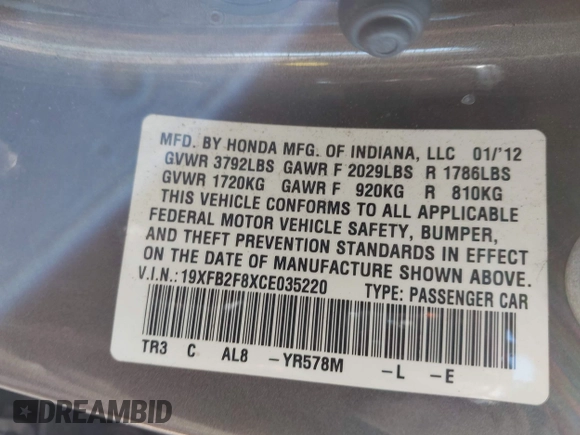 MFD. BY HONDA MFG. OF INDIANA, LLC 01/'12
GVWR 3792LBS GAWR F 2029LBS R 1786LBS
GVWR 1720KG GAWR F 920KG R 810KG
THIS VEHICLE CONFORMS TO ALL APPLICABLE
FEDERAL MOTOR VEHICLE SAFETY, BUMPER,
AND THEFT PREVENTION STANDARDS IN EFFECT
ON THE DATE OF MANUFACTURE SHOWN ABOVE.
V.I.N.:19XFB2F8XCE035220 TYPE: PASSENGER CAR
TR3 C AL8 -YR578M -L -E
DREAMBID